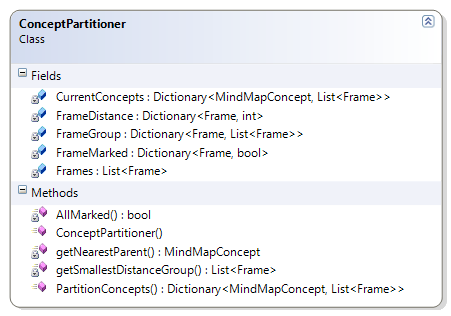 ConceptPartitioner
Class
Fields
CurrentConcepts : Dictionary<MindMapConcept, List<Frame>>
FrameDistance : Dictionary<Frame, int>
FrameGroup : Dictionary<Frame, List<Frame>>
FrameMarked : Dictionary<Frame, bool>
Frames : List<Frame>
Methods
AllMarked() : bool
ConceptPartitioner()
getNearestParent() : MindMapConcept
getSmallestDistanceGroup() : List<Frame>
PartitionConcepts() : Dictionary<MindMapConcept, List<Frame>>